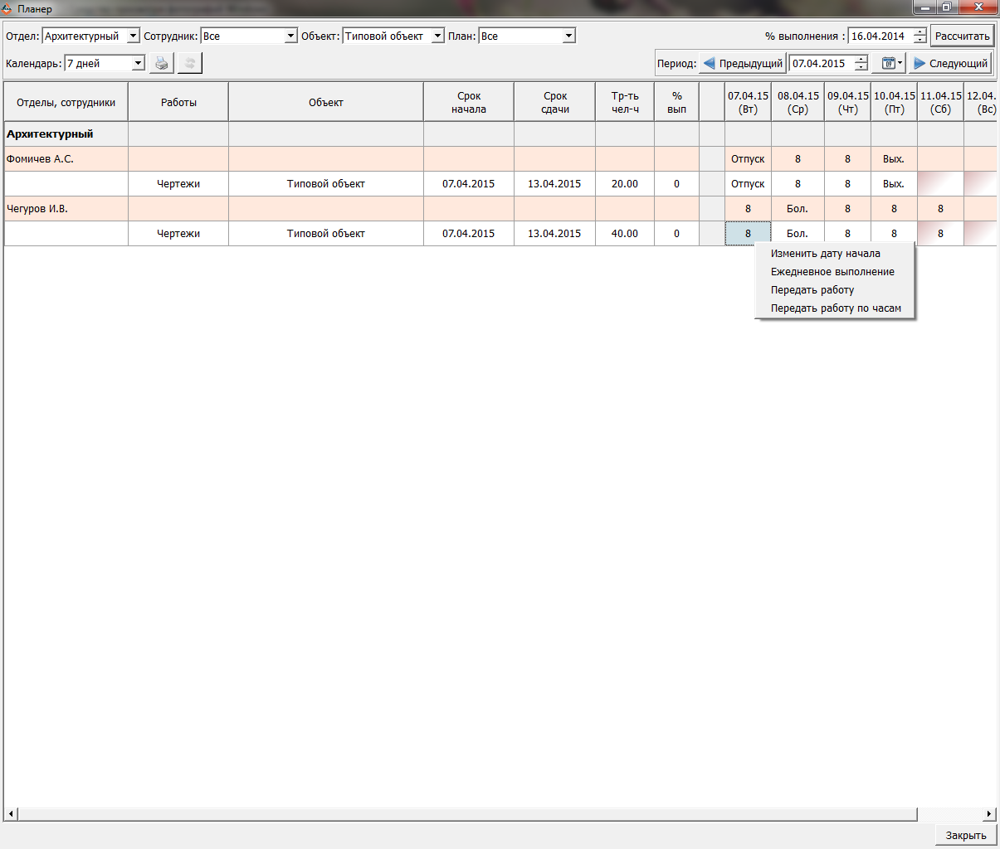 Планер
Отдел: Архитектурный Сотрудник: Все Объект: Типовой объект План: Все % выполнения : 16.04.2014 Рассчитать
Календарь: 7 дней Период: Предыдущий 07.04.2015 Следующий
Отделы, сотрудники Работы Объект Срок начала Срок сдачи Тр-ть чел-ч % вып 07.04.15 (Вт) 08.04.15 (Ср) 09.04.15 (Чт) 10.04.15 (Пт) 11.04.15 (Сб) 12.04. (Вс)
Архитектурный
Фомичев А.С. Отпуск 8 8 Вых.
Чертежи Типовой объект 07.04.2015 13.04.2015 20.00 0 Отпуск 8 8 Вых.
Чегуров И.В. 8 Бол. 8 8 8
Чертежи Типовой объект 07.04.2015 13.04.2015 40.00 0 8 Бол. 8 8 8
Изменить дату начала
Ежедневное выполнение
Передать работу
Передать работу по часам
Закрыть